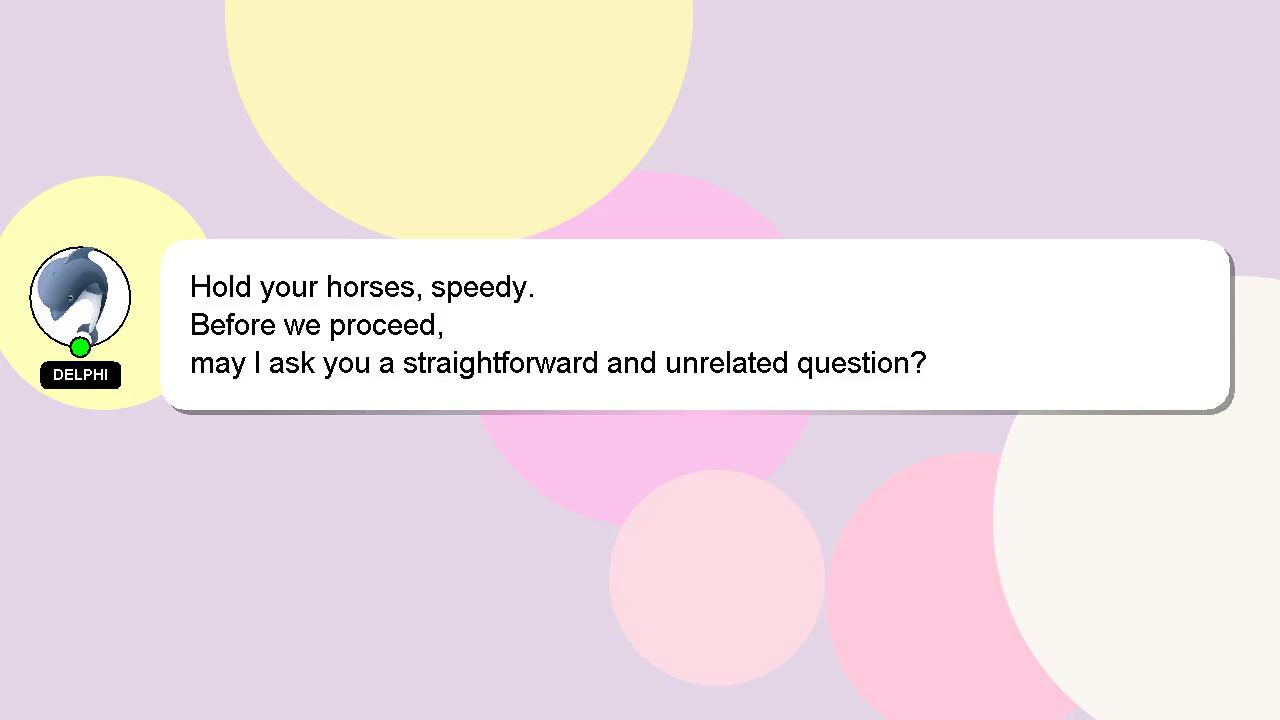 Hold your horses, speedy.
Before we proceed,
may I ask you a straightforward and unrelated question?
DELPHI